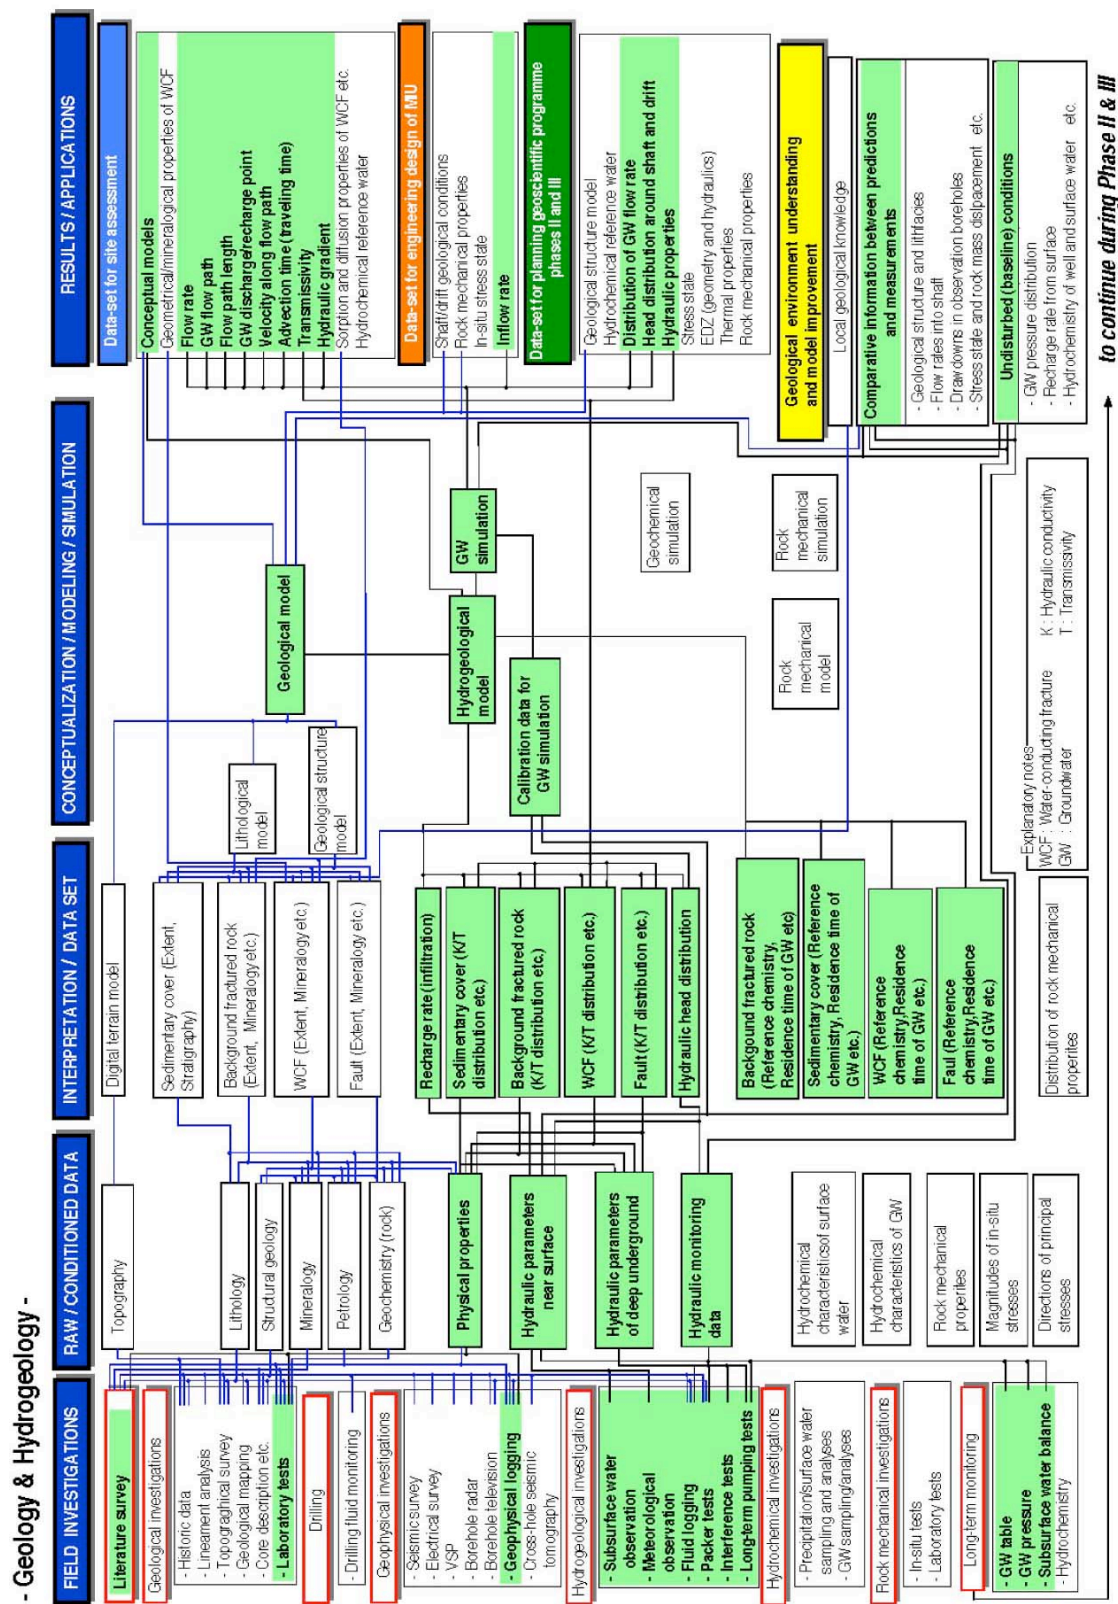 - Geology & Hydrogeology -
FIELD INVESTIGATIONS
Literature survey
Geological investigations
- Historic data
- Lineament analysis
- Topographical survey
- Geological mapping
- Core description etc.
- Laboratory tests
Drilling
- Drilling fluid monitoring
Geophysical investigations
- Seismic survey
- Electrical survey
- VSP
- Borehole radar
- Borehole television
- Geophysical logging
- Cross-hole seismic
tomography
Hydrogeological investigations
- Subsurface water
observation
- Meteorological
observation
- Fluid logging
- Packer tests
- Interference tests
- Long-term pumping tests
Hydrochemical investigations
- Precipitation/surface water
sampling and analyses
- GW sampling/analyses
Rock mechanical investigations
- In-situ tests
- Laboratory tests
Long-term monitoring
- GW table
- GW pressure
- Subsurface water balance
- Hydrochemistry
RAW / CONDITIONED DATA
Topography
Lithology
Structural geology
Mineralogy
Petrology
Geochemistry (rock)
Physical properties
Hydraulic parameters
near surface
Hydraulic parameters
of deep underground
Hydraulic monitoring
data
Hydrochemical
characteristicsof surface
water
Hydrochemical
characteristics of GW
Rock mechanical
properites
Magnitudes of in-situ
stresses
Directions of principal
stresses
INTERPRETATION / DATA SET
Digital terrain model
Sedimentary cover (Extent,
Stratigraphy)
Background fractured rock
(Extent, Mineralogy etc.)
WCF (Extent, Mineralogy etc.)
Fault (Extent, Mineralogy etc.)
Recharge rate (infiltration)
Sedimentary cover (K/T
distribution etc.)
Background fractured rock
(K/T distribution etc.)
WCF (K/T distribution etc.)
Fault (K/T distribution etc.)
Hydraulic head distribution
Backgound fractured rock
(Reference chemistry,
Residence time of GW etc)
Sedimentary cover (Reference
chemistry, Residence time of
GW etc.)
WCF (Reference
chemistry,Residence
time of GW etc.)
Faul (Reference
chemistry,Residence
time of GW etc.)
Distribution of rock mechanical
properites
CONCEPTUALIZATION / MODELING / SIMULATION
Lithological
model
Geological structure
model
Geological model
Hydrogeological
model
GW
simulation
Calibration data for
GW simulation
Geochemical
simulation
Rock
mechanical
model
Rock
mechanical
simulation
Explanatory notes
WCF : Water-conducting fracture K : Hydraulic conductivity
GW : Groundwater T : Transmissivity
RESULTS / APPLICATIONS
Data-set for site assessment
Conceptual models
Geometrical/mineralogical properties of WCF
Flow rate
GW flow path
Flow path length
GW discharge/recharge point
Velocity along flow path
Advection time (traveling time)
Transmissivity
Hydraulic gradient
Sorption and diffusion properties of WCF etc.
Hydrochemical reference water
Data-set for engineering design of MU
Shaft/drift geological conditions
Rock mechanical properties
In-situ stress state
Inflow rate
Data-set for planning geoscientific programme
phases II and III
Geological structure model
Hydrochemical reference water
Distribution of GW flow rate
Head distribution around shaft and drift
Hydraulic properties
Stress state
EDZ (geometry and hydraulics)
Thermal properties
Rock mechanical properties
Geological environment understanding
and model improvement
Local geological knowledge
Comparative information between predictions
and measurements
- Geological structure and lithfacies
- Flow rates into shaft
- Drawdowns in observation boreholes
- Stress state and rock mass dislpacement etc.
Undisturbed (baseline) conditions
- GW pressure distribution
- Recharge rate from surface
- Hydrochemistry of well and surface water etc.
to continue during Phase II & III